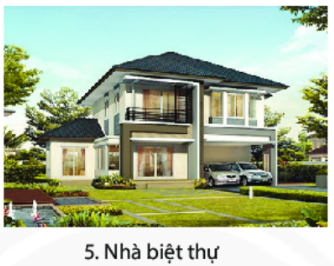 5. Nhà biệt thự